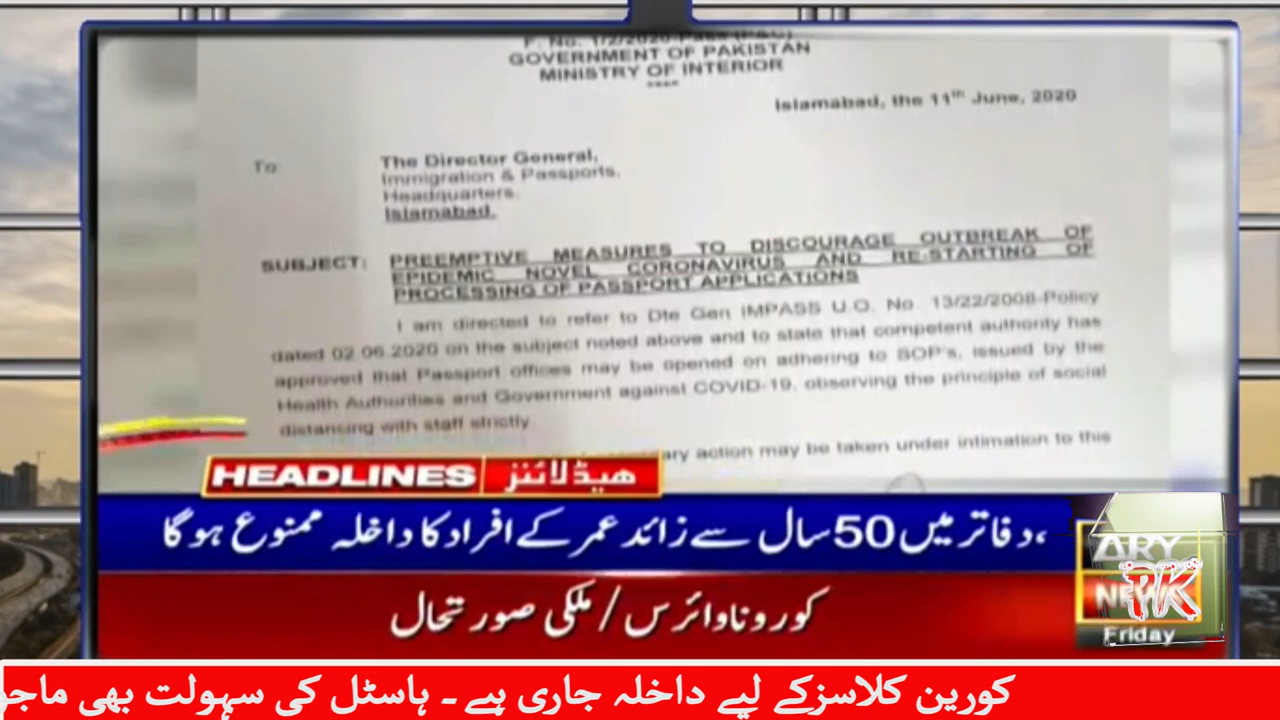 F. No. 1/2/2020-Pass (P&C)
GOVERNMENT OF PAKISTAN
MINISTRY OF INTERIOR
****
Islamabad, the 11th June, 2020
To
The Director General,
Immigration & Passports,
Headquarters,
Islamabad.
SUBJECT: PREEMPTIVE MEASURES TO DISCOURAGE OUTBREAK OF
EPIDEMIC NOVEL CORONAVIRUS AND RE-STARTING OF
PROCESSING OF PASSPORT APPLICATIONS
I am directed to refer to Dte Gen IMPASS U.O. No. 13/22/2008-Policy
dated 02.06.2020 on the subject noted above and to state that competent authority has
approved that Passport offices may be opened on adhering to SOP's, issued by the
Health Authorities and Government against COVID-19, observing the principle of social
distancing with staff strictly.
action may be taken under intimation to this
HEADLINES ھیڈلائنز
،دفاتر میں 50 سال سے زائد عمر کے افراد کا داخلہ ممنوع ہوگا
کورونا وائرس / ملکی صورتحال
ARY
PK
NEWS
Friday
کورین کلاسزکے لیے داخلہ جاری ہے۔ ہاسٹل کی سہولت بھی